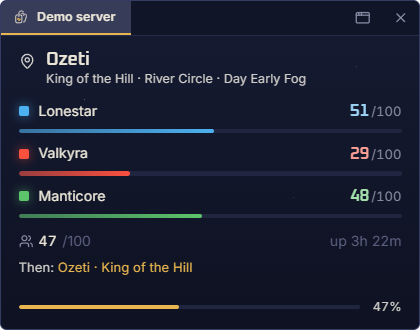 Demo server
Ozeti
King of the Hill · River Circle · Day Early Fog
Lonestar 51/100
Valkyra 29/100
Manticore 48/100
47 /100 up 3h 22m
Then: Ozeti · King of the Hill
47%